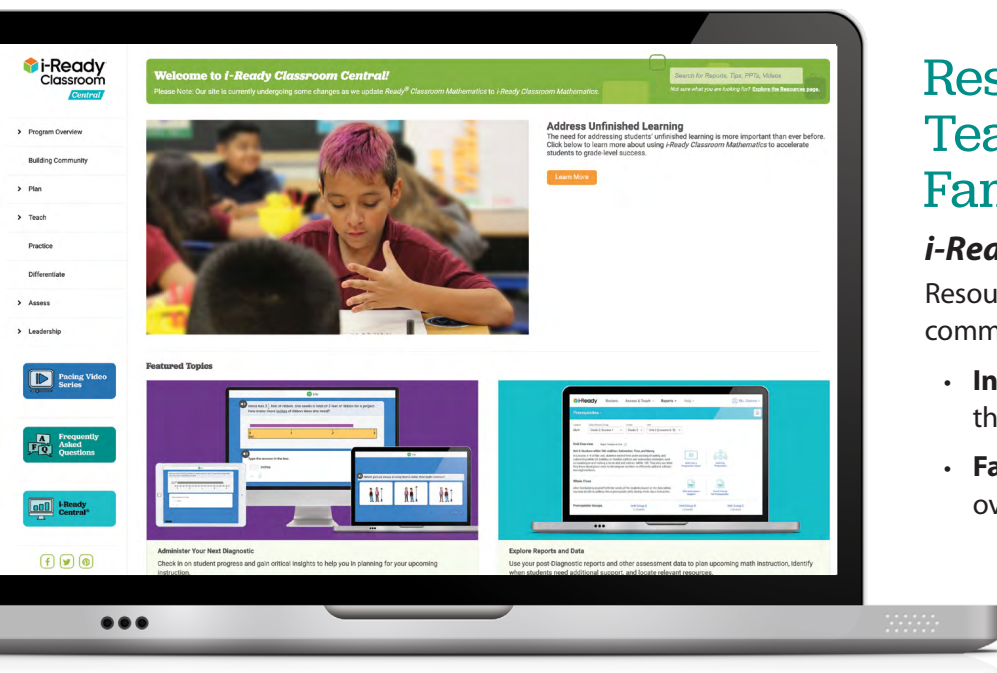 i-Ready
Classroom
Central
Program Overview
Building Community
Plan
Teach
Practice
Differentiate
Assess
Leadership
Pacing Video
Series
Frequently
Asked
Questions
i-Ready
Central®
Welcome to i-Ready Classroom Central!
Please Note: Our site is currently undergoing some changes as we update Ready® Classroom Mathematics to i-Ready Classroom Mathematics.
Search for Reports, Tips, PPTs, Videos
Not sure what you are looking for? Explore the Resources page.
Address Unfinished Learning
The need for addressing students' unfinished learning is more important than ever before.
Click below to learn more about using i-Ready Classroom Mathematics to accelerate
students to grade-level success.
Learn More
Featured Topics
i-Ready
Prerequisites
Administer Your Next Diagnostic
Check in on student progress and gain critical insights to help you in planning for your upcoming
instruction.
Explore Reports and Data
Use your post-Diagnostic reports and other assessment data to plan upcoming math instruction, identify
when students need additional support, and locate relevant resources.
Res
Tea
Fan
i-Rea
Resou
comm
• In
th
• Fa
ov